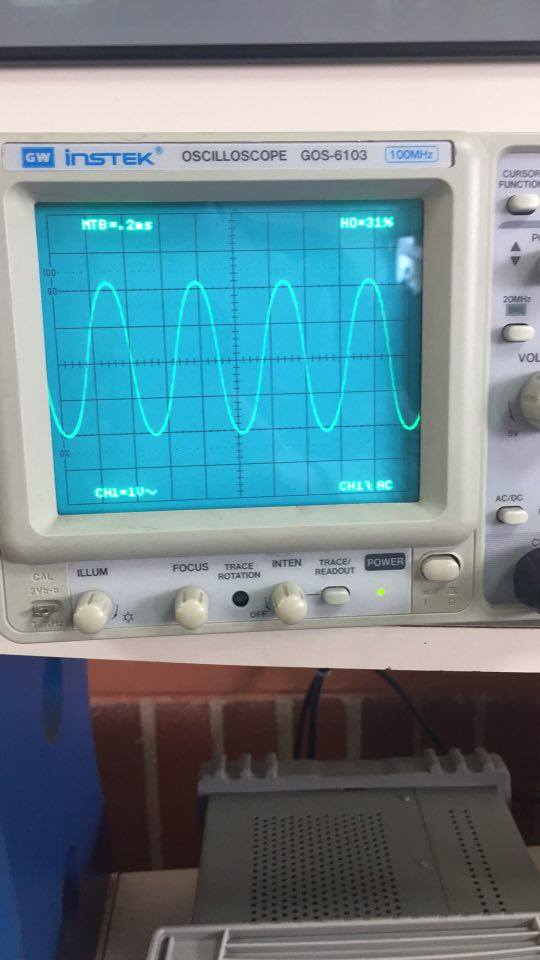 GW INSTEK® OSCILLOSCOPE GOS-6103 100MHz
MTB=.2ms HO=31%
100
90
0%
CH1=1V~ CH1 AC
CURSOR
FUNCTION
20MHz
5V
AC/DC
CAL
2Vp-p
ILLUM
FOCUS
TRACE
ROTATION
INTEN
OFF
TRACE/
READOUT
POWER